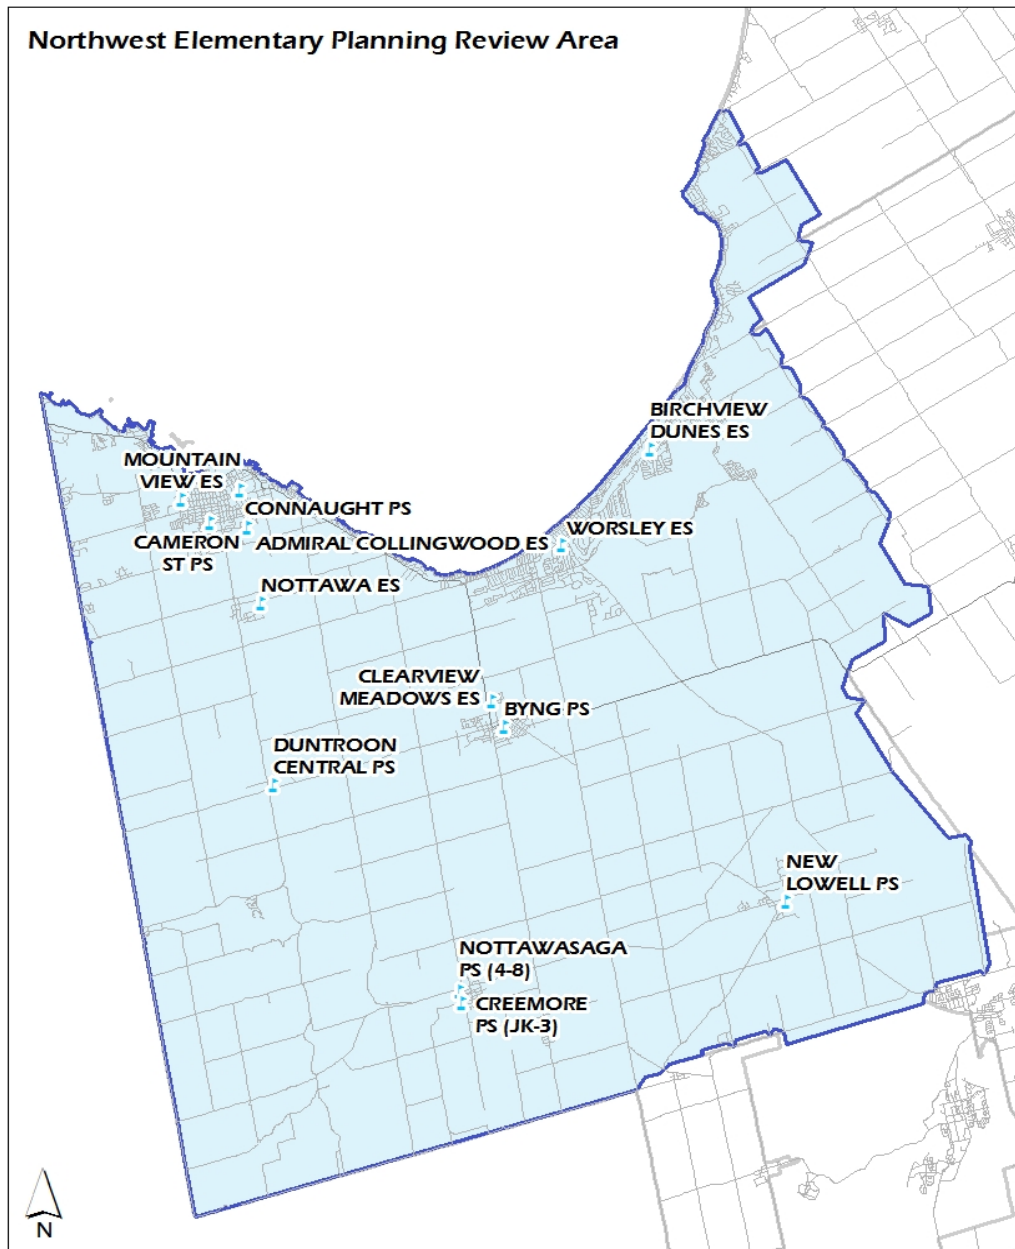 Northwest Elementary Planning Review Area
BIRCHVIEW
DUNES ES
MOUNTAIN
VIEW ES
CONNAUGHT PS
CAMERON
ST PS
ADMIRAL COLLINGWOOD ES
WORSLEY ES
NOTTAWA ES
CLEARVIEW
MEADOWS ES
BYNG PS
DUNTROON
CENTRAL PS
NEW
LOWELL PS
NOTTAWASAGA
PS (4-8)
CREEMORE
PS (JK-3)
N